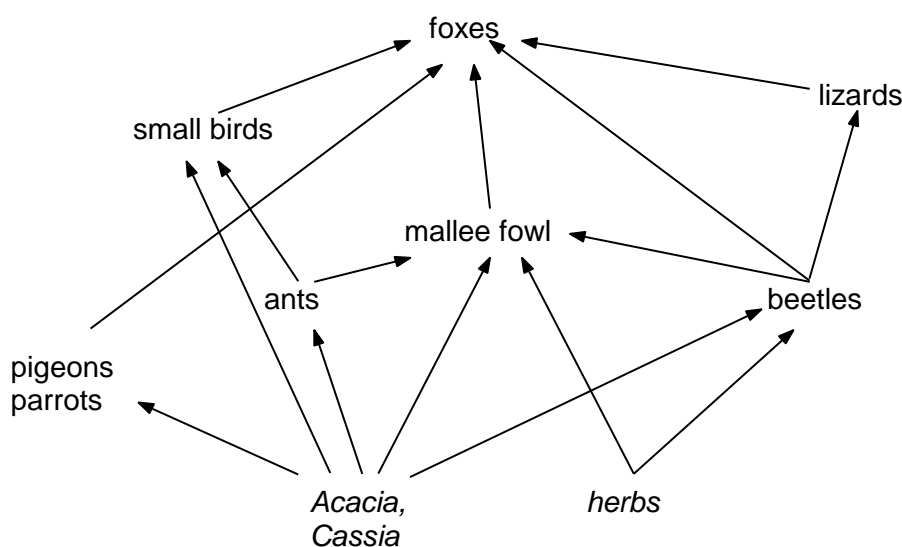 foxes
lizards
small birds
mallee fowl
ants
beetles
pigeons
parrots
Acacia,
Cassia
herbs